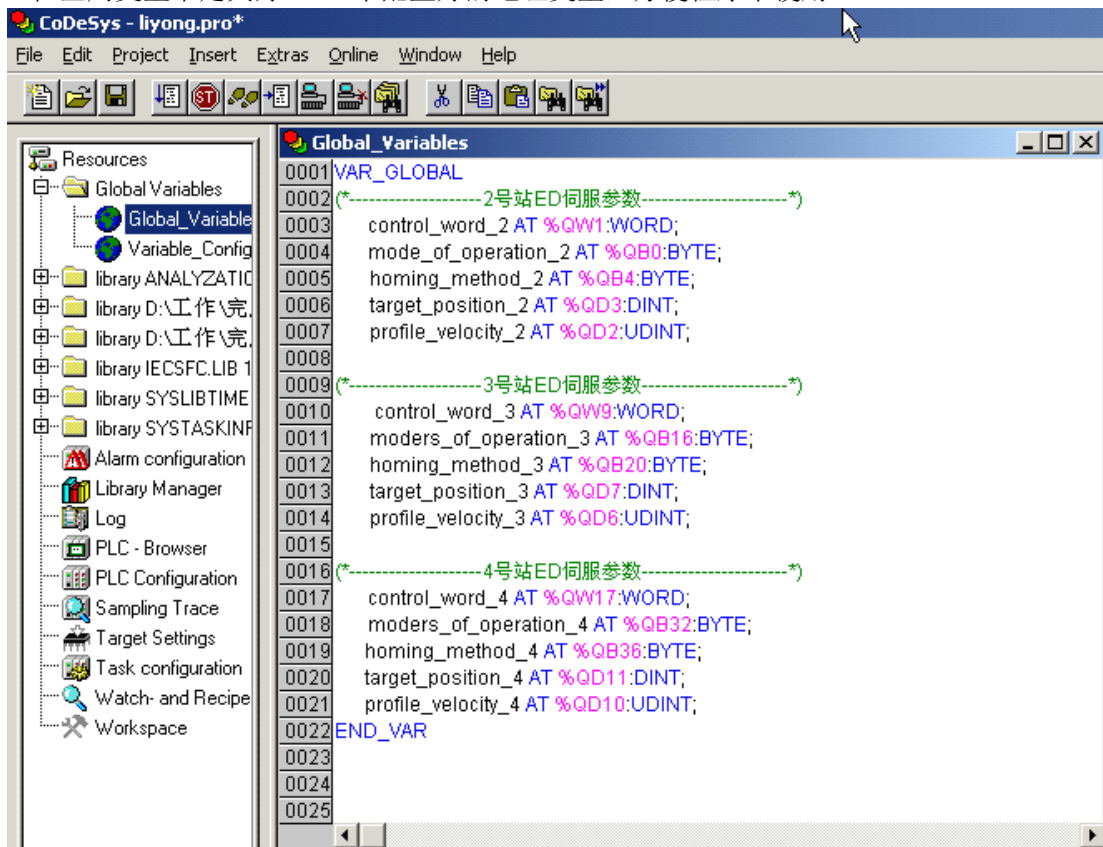 CoDeSys - liyong.pro*
File Edit Project Insert Extras Online Window Help
Resources
Global Variables
Global_Variable
Variable_Config
library ANALYZATIO
library D:\工作\完.
library D:\工作\完.
library IECSFC.LIB 1
library SYSLIBTIME
library SYSTASKINF
Alarm configuration
Library Manager
Log
PLC - Browser
PLC Configuration
Sampling Trace
Target Settings
Task configuration
Watch- and Recipe
Workspace
Global_Variables
0001 VAR_GLOBAL
0002 (*---------------------2号站ED伺服参数-----------------------*)
0003 control_word_2 AT %QW1:WORD;
0004 mode_of_operation_2 AT %QB0:BYTE;
0005 homing_method_2 AT %QB4:BYTE;
0006 target_position_2 AT %QD3:DINT;
0007 profile_velocity_2 AT %QD2:UDINT;
0008
0009 (*---------------------3号站ED伺服参数-----------------------*)
0010 control_word_3 AT %QW9:WORD;
0011 moders_of_operation_3 AT %QB16:BYTE;
0012 homing_method_3 AT %QB20:BYTE;
0013 target_position_3 AT %QD7:DINT;
0014 profile_velocity_3 AT %QD6:UDINT;
0015
0016 (*---------------------4号站ED伺服参数-----------------------*)
0017 control_word_4 AT %QW17:WORD;
0018 moders_of_operation_4 AT %QB32:BYTE;
0019 homing_method_4 AT %QB36:BYTE;
0020 target_position_4 AT %QD11:DINT;
0021 profile_velocity_4 AT %QD10:UDINT;
0022 END_VAR
0023
0024
0025